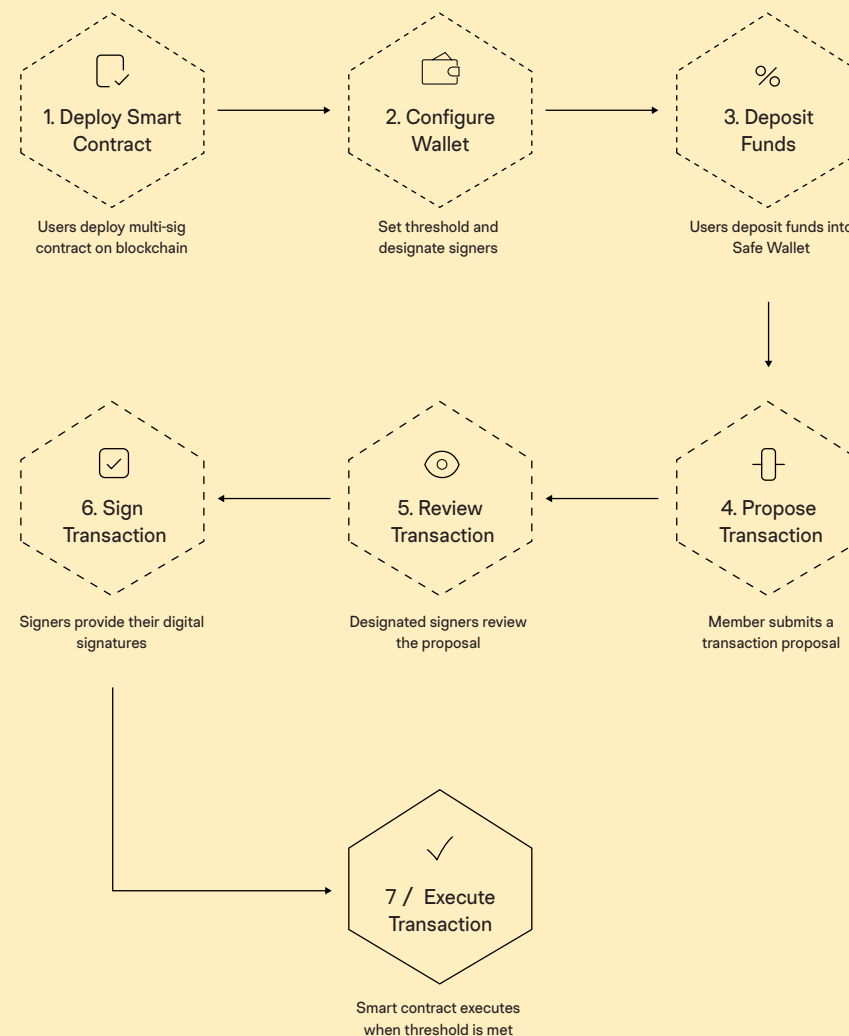 1. Deploy Smart
Contract
Users deploy multi-sig
contract on blockchain
2. Configure
Wallet
Set threshold and
designate signers
3. Deposit
Funds
Users deposit funds into
Safe Wallet
4. Propose
Transaction
Member submits a
transaction proposal
5. Review
Transaction
Designated signers review
the proposal
6. Sign
Transaction
Signers provide their digital
signatures
7 / Execute
Transaction
Smart contract executes
when threshold is met